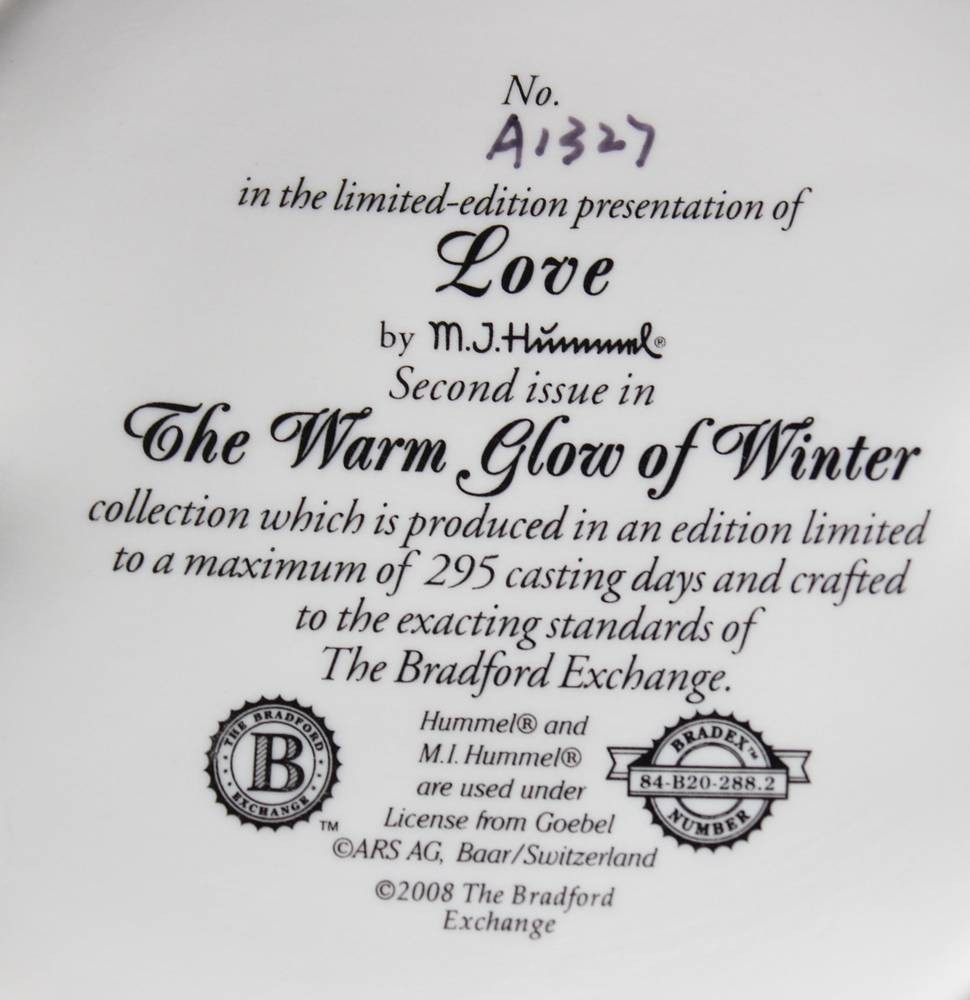 No.
A1327
in the limited-edition presentation of
Love
by M.J.Hummel®
Second issue in
The Warm Glow of Winter
collection which is produced in an edition limited
to a maximum of 295 casting days and crafted
to the exacting standards of
The Bradford Exchange.
THE BRADFORD
B
EXCHANGE
TM
Hummel® and
M.I. Hummel®
are used under
License from Goebel
©ARS AG, Baar/Switzerland
BRADEX™
84-B20-288.2
NUMBER
©2008 The Bradford
Exchange